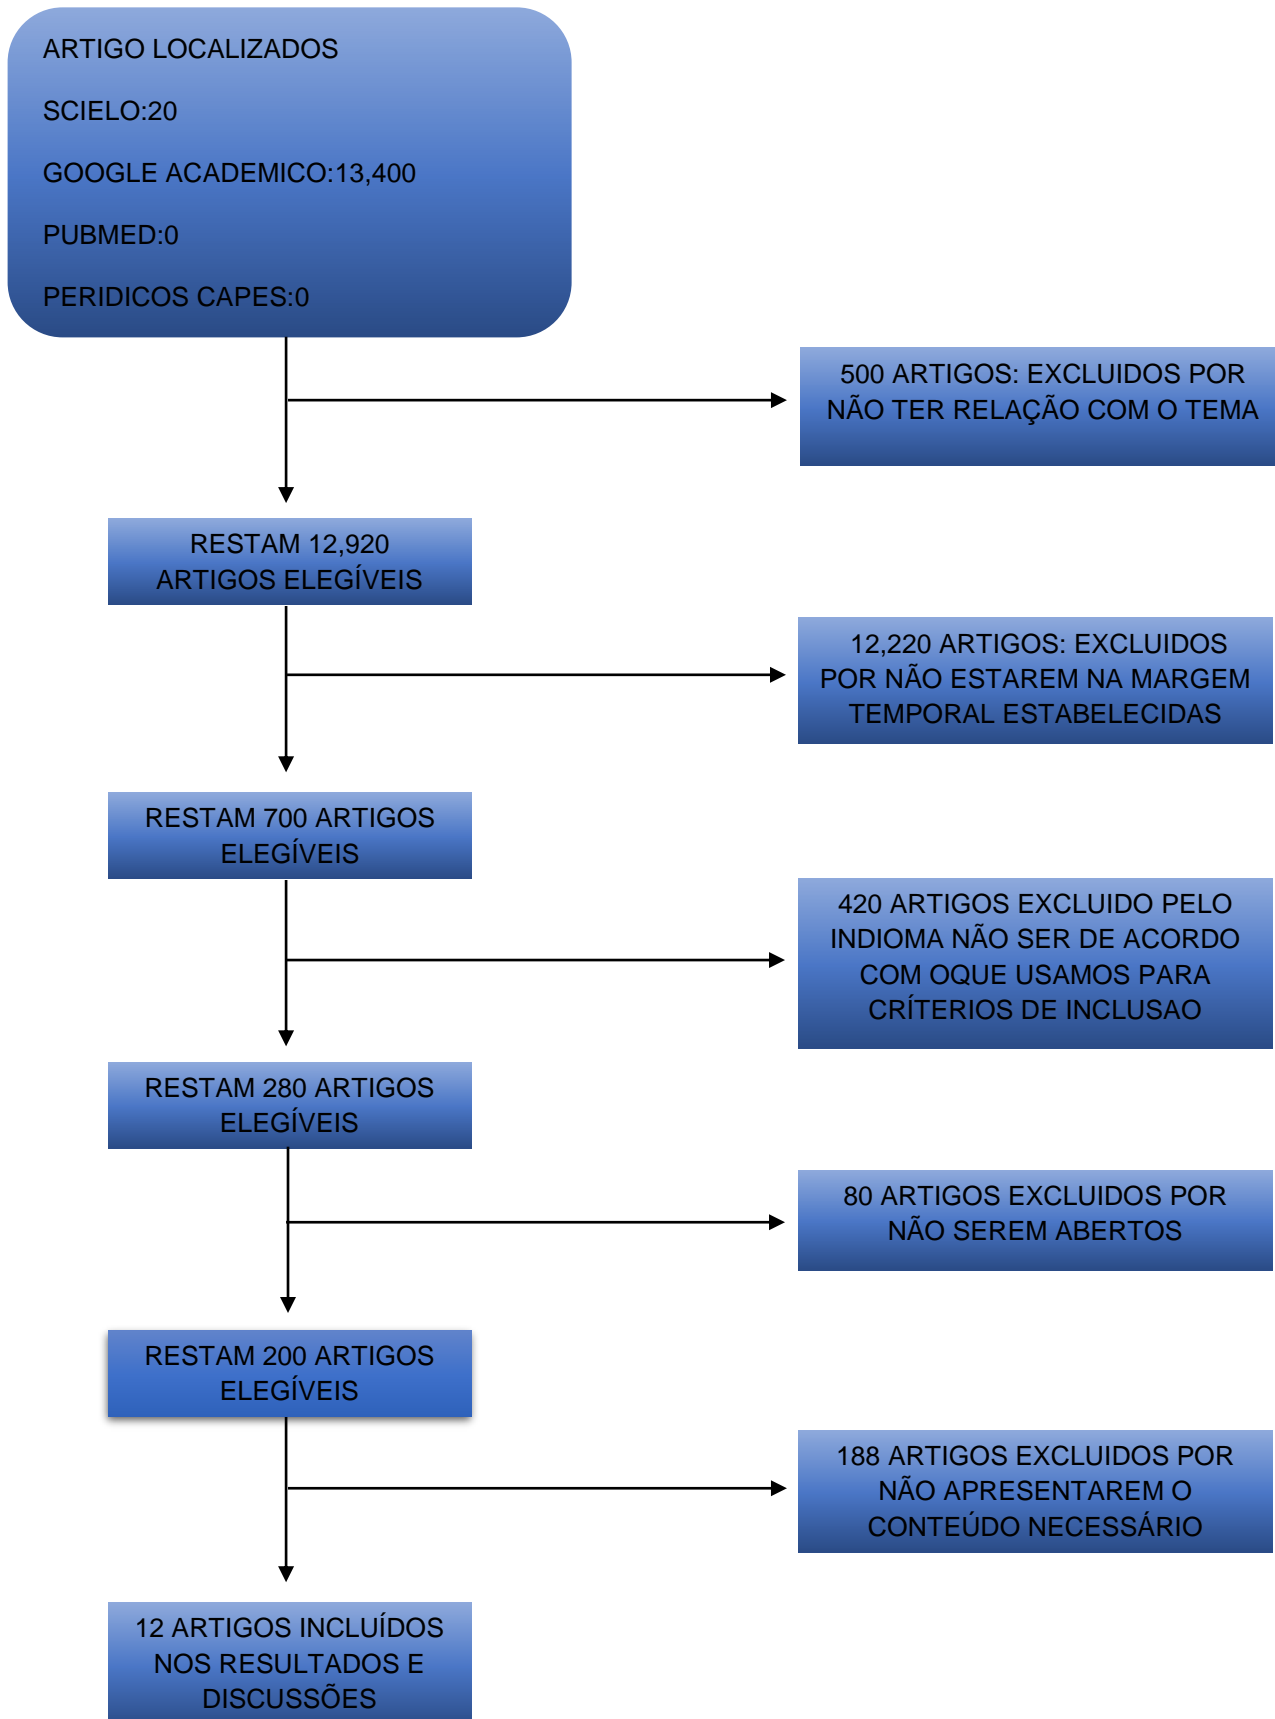 ARTIGO LOCALIZADOS
SCIELO:20
GOOGLE ACADEMICO:13,400
PUBMED:0
PERIDICOS CAPES:0
500 ARTIGOS: EXCLUIDOS POR
NÃO TER RELAÇÃO COM O TEMA
RESTAM 12,920
ARTIGOS ELEGÍVEIS
12,220 ARTIGOS: EXCLUIDOS
POR NÃO ESTAREM NA MARGEM
TEMPORAL ESTABELECIDAS
RESTAM 700 ARTIGOS
ELEGÍVEIS
420 ARTIGOS EXCLUIDO PELO
INDIOMA NÃO SER DE ACORDO
COM OQUE USAMOS PARA
CRÍTERIOS DE INCLUSAO
RESTAM 280 ARTIGOS
ELEGÍVEIS
80 ARTIGOS EXCLUIDOS POR
NÃO SEREM ABERTOS
RESTAM 200 ARTIGOS
ELEGÍVEIS
188 ARTIGOS EXCLUIDOS POR
NÃO APRESENTAREM O
CONTEÚDO NECESSÁRIO
12 ARTIGOS INCLUÍDOS
NOS RESULTADOS E
DISCUSSÕES